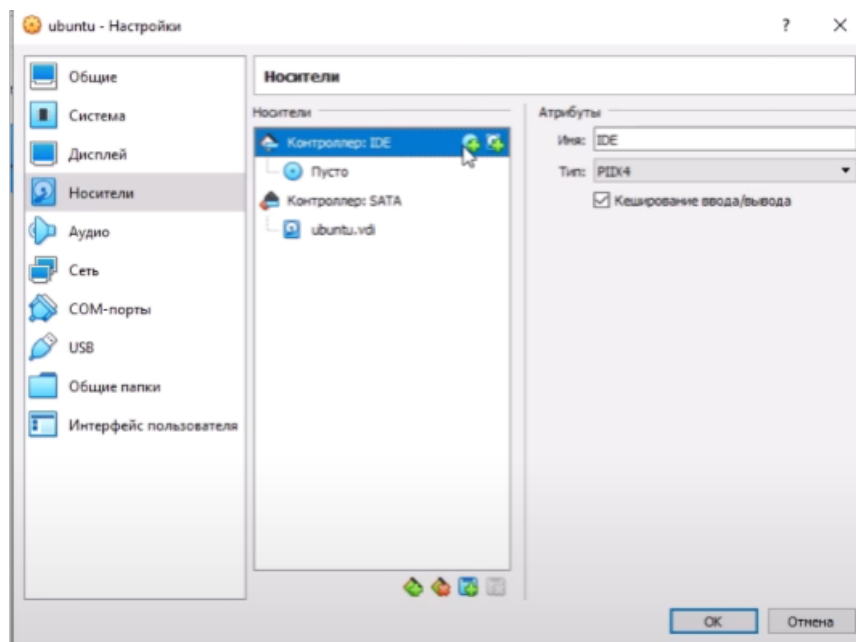 ubuntu - Настройки
?
Общие
Система
Дисплей
Носители
Аудио
Сеть
COM-порты
USB
Общие папки
Интерфейс пользователя
Носители
Носители
Контроллер: IDE
Пусто
Контроллер: SATA
ubuntu.vdi
Атрибуты
Имя: IDE
Тип: PIIX4
Кеширование ввода/вывода
OK
Отмена